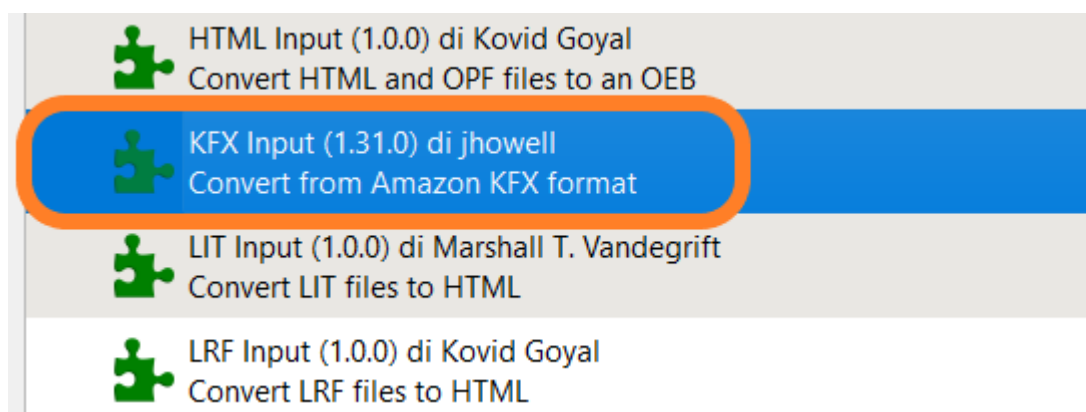 HTML Input (1.0.0) di Kovid Goyal
Convert HTML and OPF files to an OEB
KFX Input (1.31.0) di jhowell
Convert from Amazon KFX format
LIT Input (1.0.0) di Marshall T. Vandegrift
Convert LIT files to HTML
LRF Input (1.0.0) di Kovid Goyal
Convert LRF files to HTML